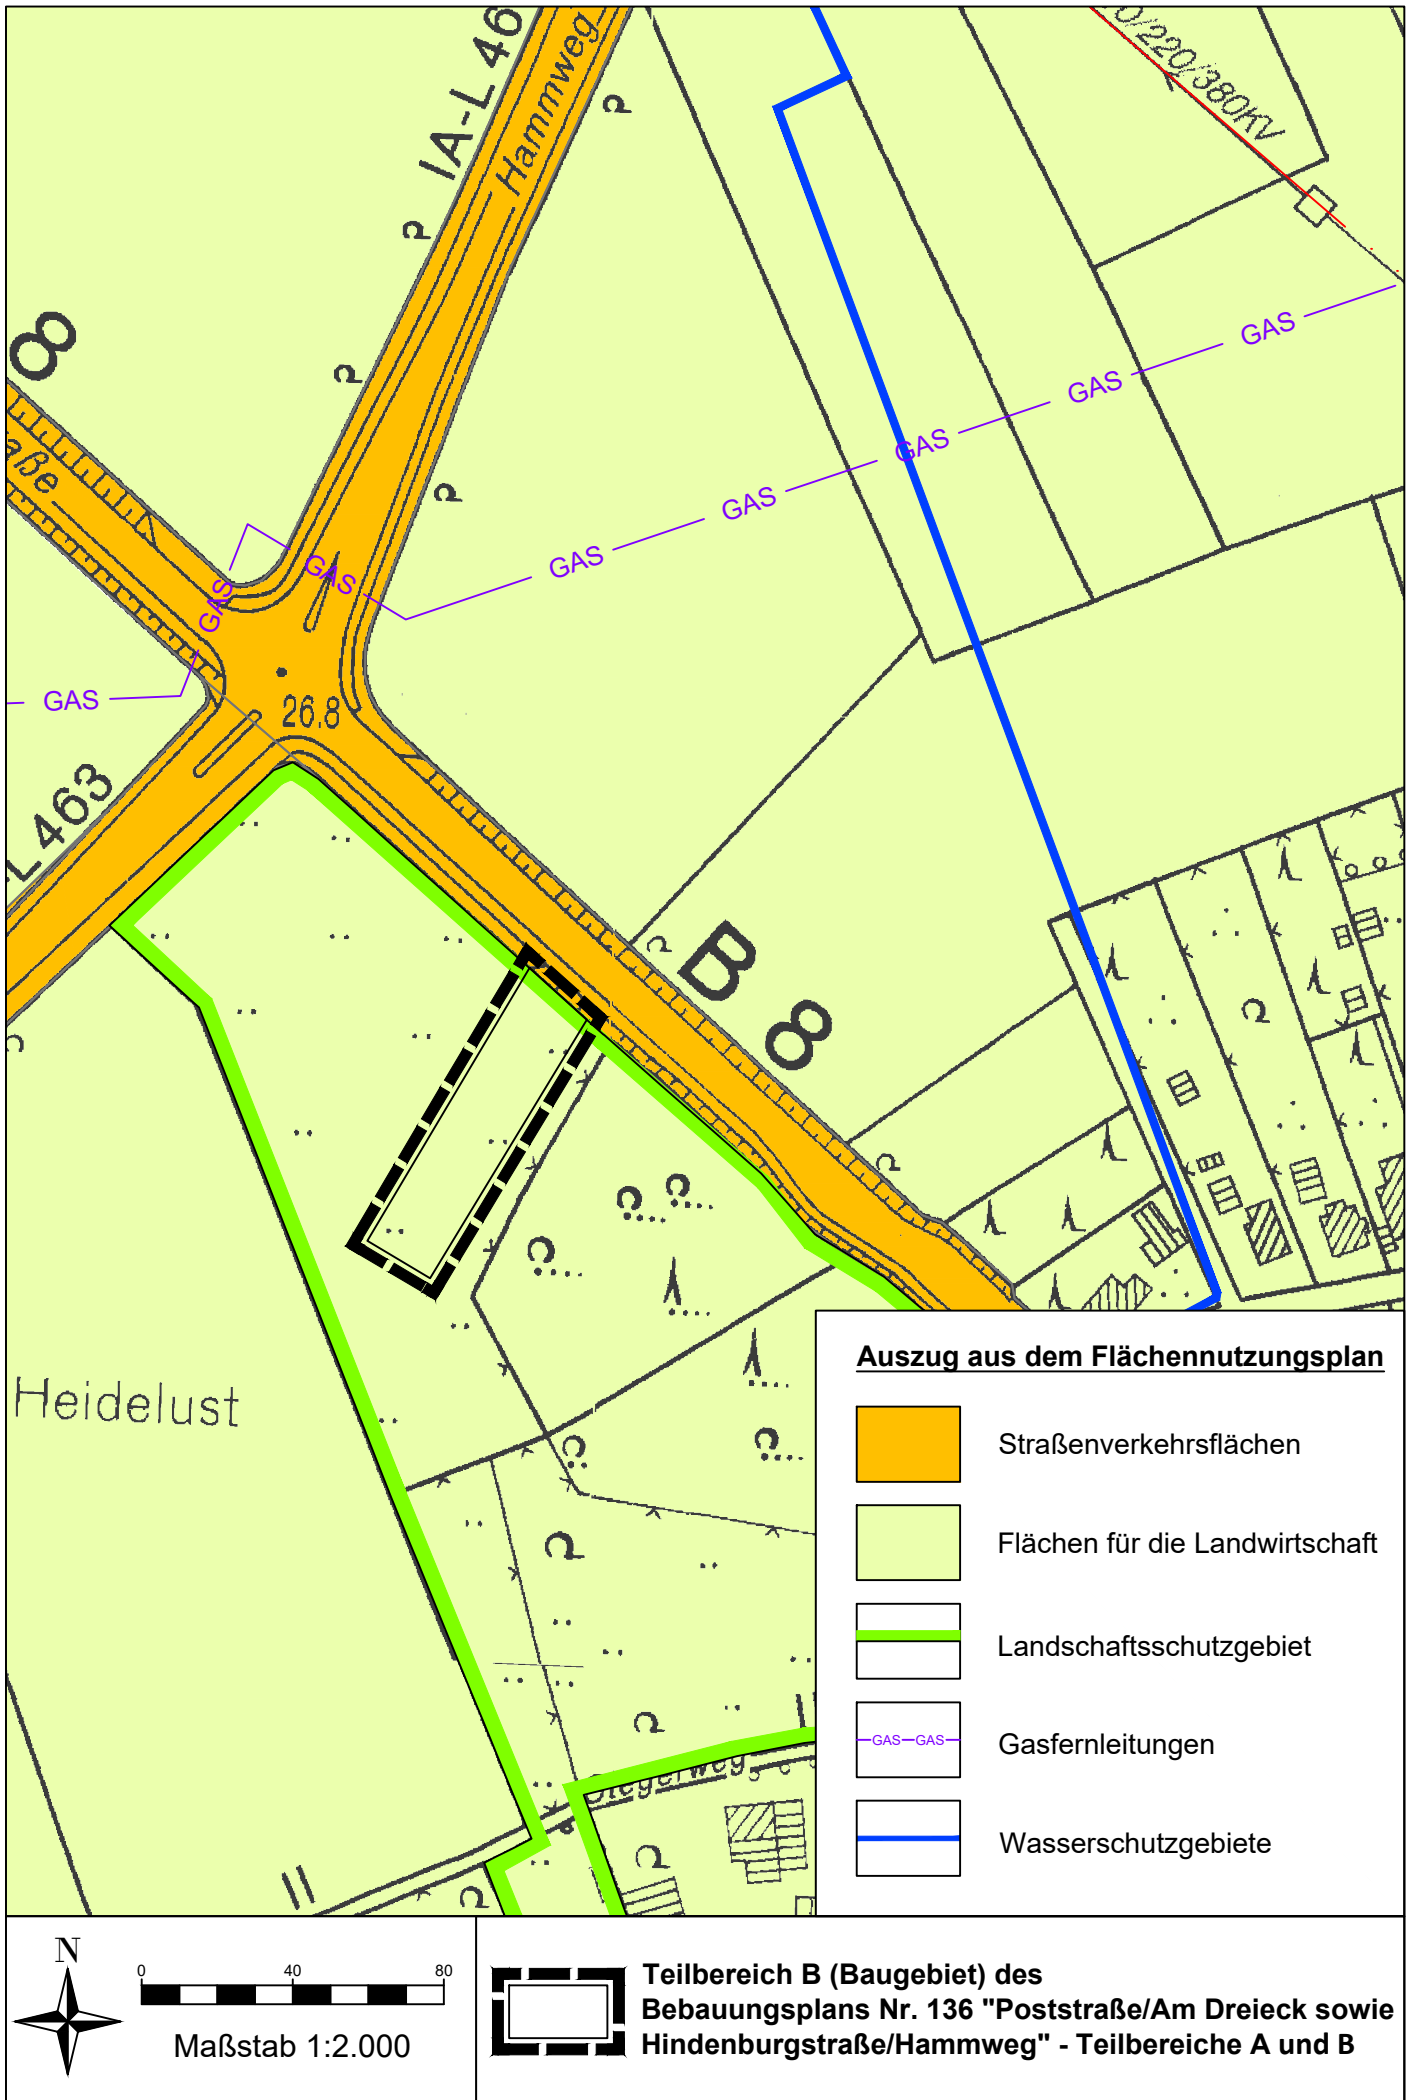 IA-L 46
Hammweg
0/220/380KV
8
aße
GAS
GAS
GAS
GAS
GAS
GAS
GAS
GAS
26.8
L 463
B 8
Heidelust
Auszug aus dem Flächennutzungsplan
Straßenverkehrsflächen
Flächen für die Landwirtschaft
Landschaftsschutzgebiet
GAS GAS
Gasfernleitungen
Wasserschutzgebiete
N
0 40 80
Maßstab 1:2.000
Teilbereich B (Baugebiet) des
Bebauungsplans Nr. 136 "Poststraße/Am Dreieck sowie
Hindenburgstraße/Hammweg" - Teilbereiche A und B